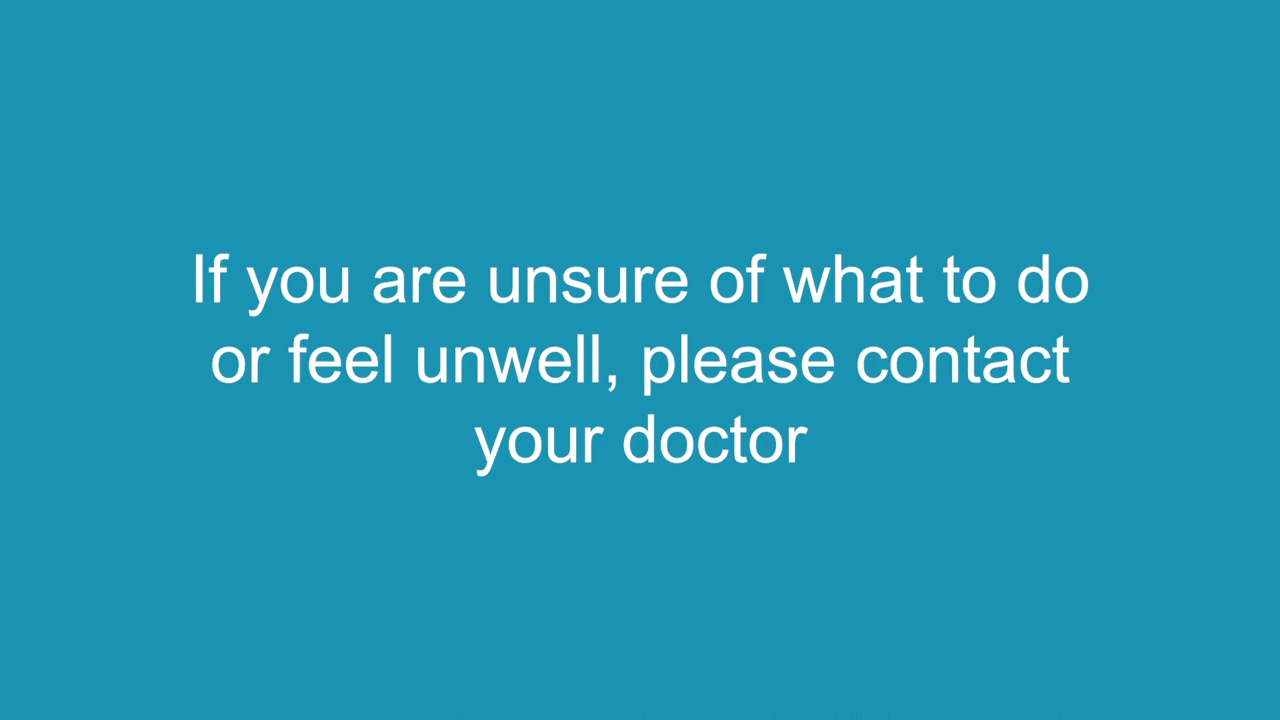 If you are unsure of what to do
or feel unwell, please contact
your doctor